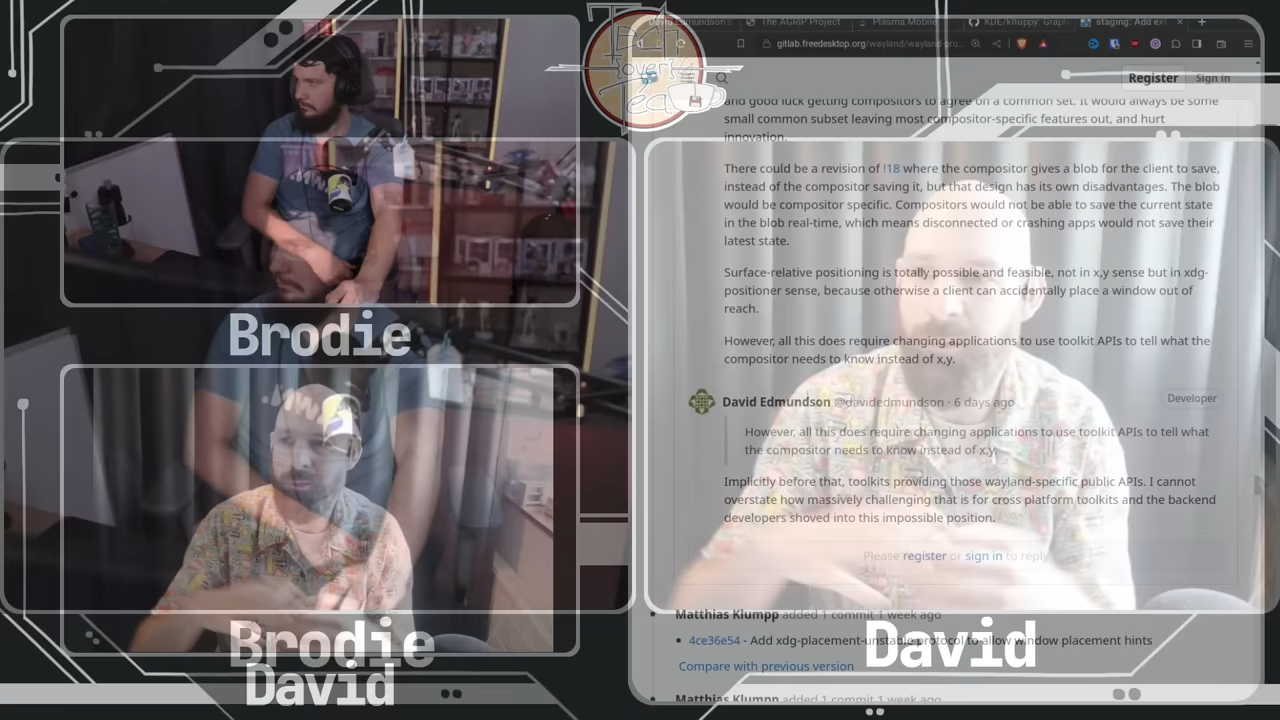 Brodie
Brodie
David
David
Tech
over
Tea
David Edmundson's
The AGRIP Project
Plasma Mobile
KDE/kfloppy: Grap
staging: Add ex
gitlab.freedesktop.org/wayland/wayland-pro...
Register
Sign in
and good luck getting compositors to agree on a common set. It would always be some
small common subset leaving most compositor-specific features out, and hurt
innovation.
There could be a revision of !18 where the compositor gives a blob for the client to save,
instead of the compositor saving it, but that design has its own disadvantages. The blob
would be compositor specific. Compositors would not be able to save the current state
in the blob real-time, which means disconnected or crashing apps would not save their
latest state.
Surface-relative positioning is totally possible and feasible, not in x,y sense but in xdg-
positioner sense, because otherwise a client can accidentally place a window out of
reach.
However, all this does require changing applications to use toolkit APIs to tell what the
compositor needs to know instead of x,y.
David Edmundson @davidedmundson · 6 days ago
Developer
However, all this does require changing applications to use toolkit APIs to tell what
the compositor needs to know instead of x,y.
Implicitly before that, toolkits providing those wayland-specific public APIs. I cannot
overstate how massively challenging that is for cross platform toolkits and the backend
developers shoved into this impossible position.
Please register or sign in to reply
Matthias Klumpp added 1 commit 1 week ago
4ce36e54 - Add xdg-placement-unstable protocol to allow window placement hints
Compare with previous version
Matthias Klumpp added 1 commit 1 week ago